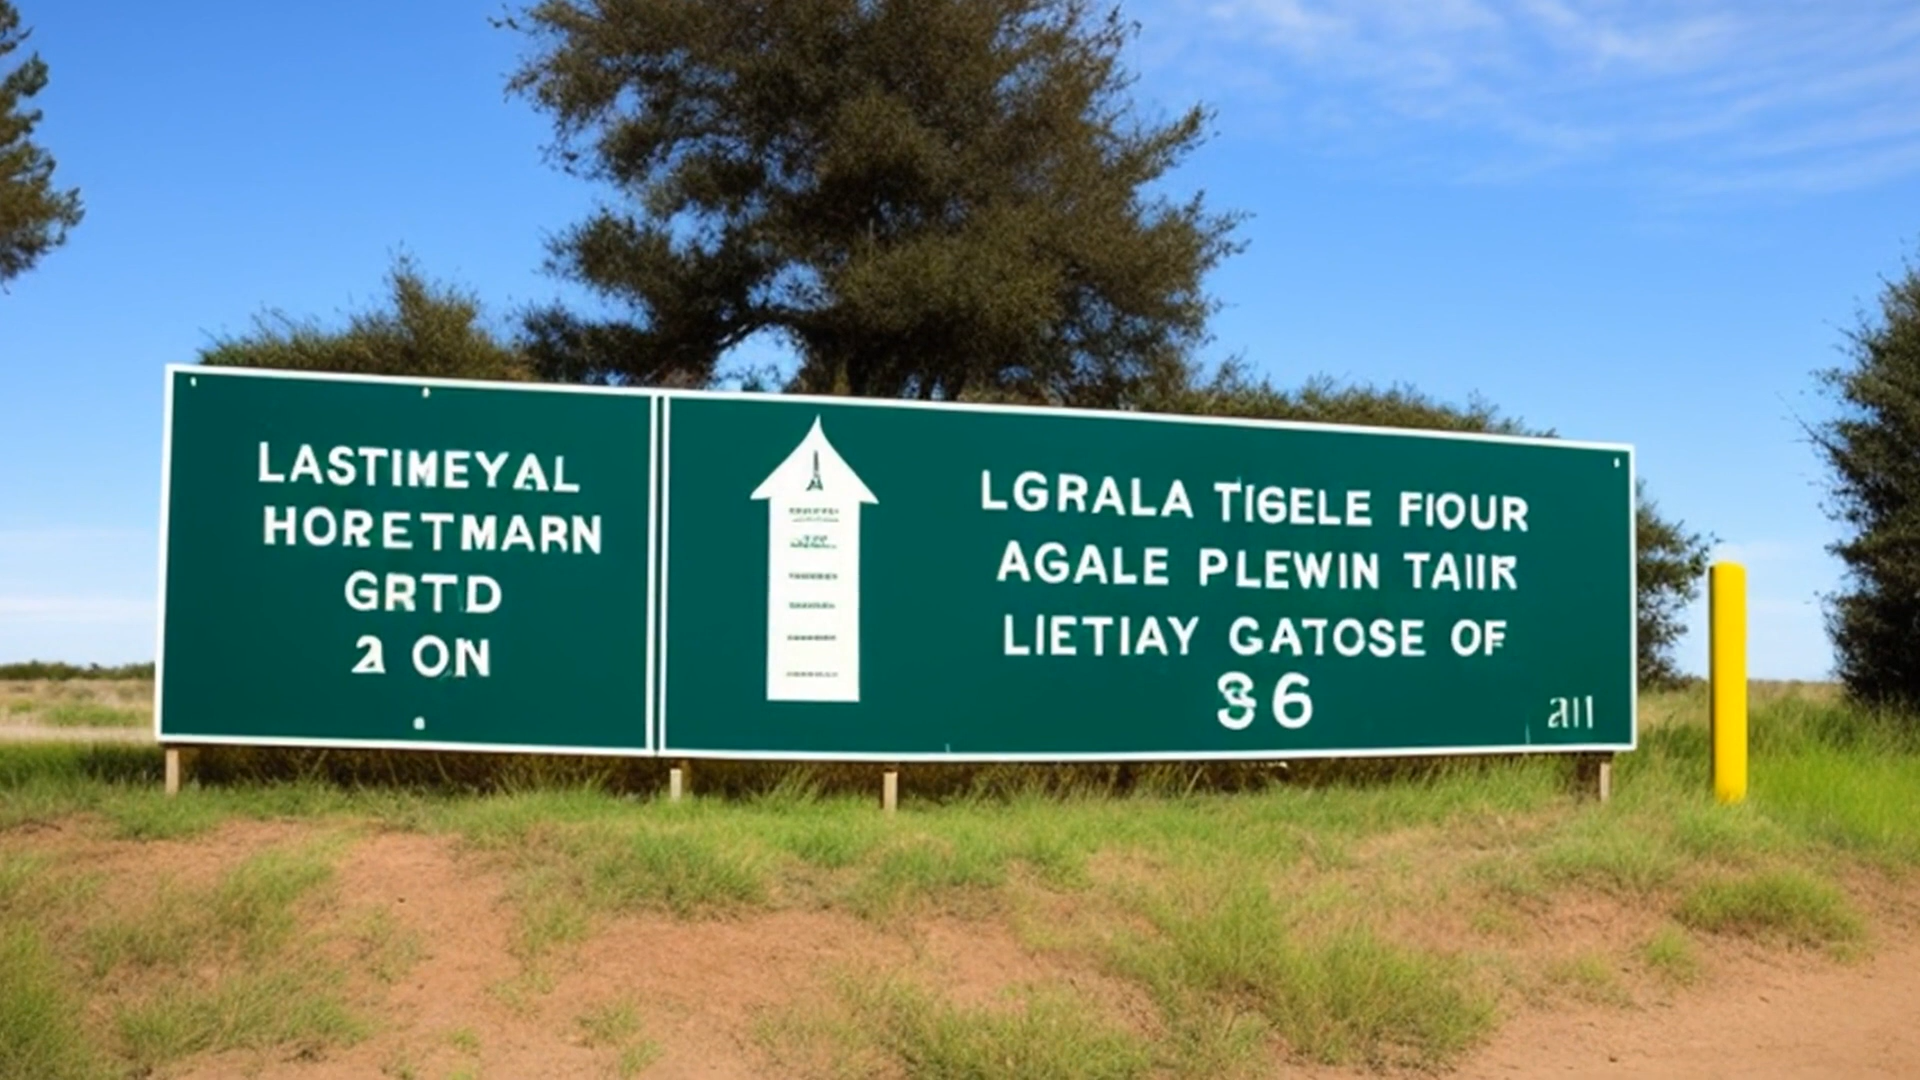 LASTIMEYAL
HORETMARN
GRTD
2 ON
LGRALA TIGELE FIOUR
AGALE PLEWIN TAIIR
LIETIAY GATOSE OF
36
all